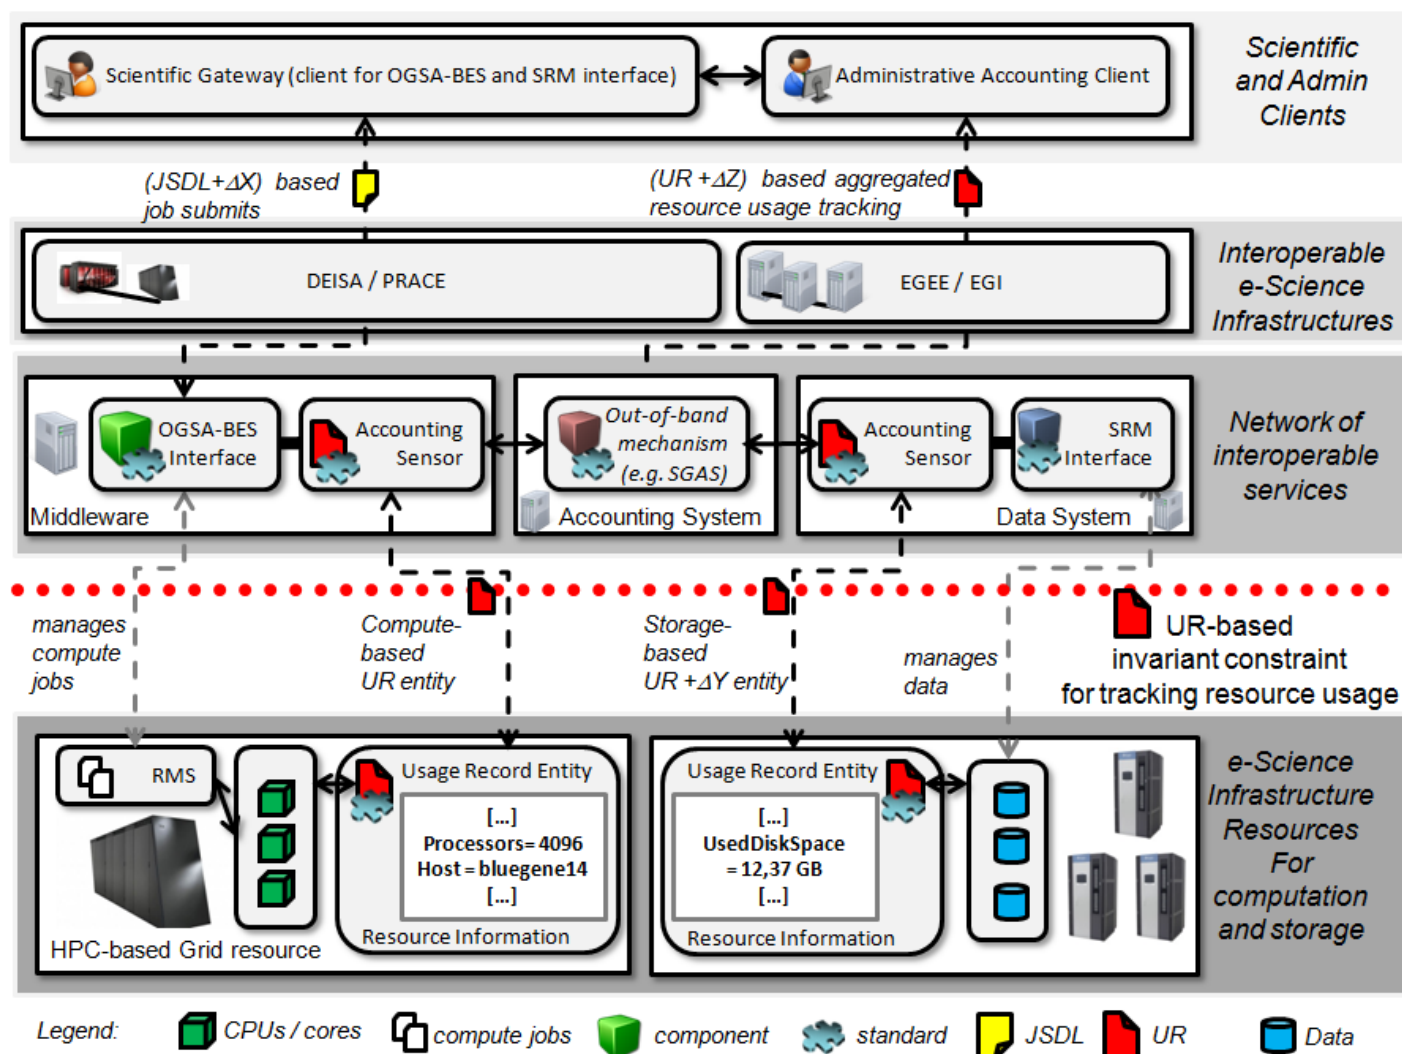 Scientific Gateway (client for OGSA-BES and SRM interface)
Administrative Accounting Client
Scientific
and Admin
Clients
(JSDL+ΔX) based
job submits
(UR +ΔZ) based aggregated
resource usage tracking
DEISA / PRACE
EGEE / EGI
Interoperable
e-Science
Infrastructures
OGSA-BES
Interface
Accounting
Sensor
Middleware
Out-of-band
mechanism
(e.g. SGAS)
Accounting System
Accounting
Sensor
SRM
Interface
Data System
Network of
interoperable
services
manages
compute
jobs
Compute-
based
UR entity
Storage-
based
UR +ΔY entity
manages
data
UR-based
invariant constraint
for tracking resource usage
RMS
HPC-based Grid resource
Usage Record Entity
[...]
Processors= 4096
Host = bluegene14
[...]
Resource Information
Usage Record Entity
[...]
UsedDiskSpace
= 12,37 GB
[...]
Resource Information
e-Science
Infrastructure
Resources
For
computation
and storage
Legend:
CPUs / cores
compute jobs
component
standard
JSDL
UR
Data